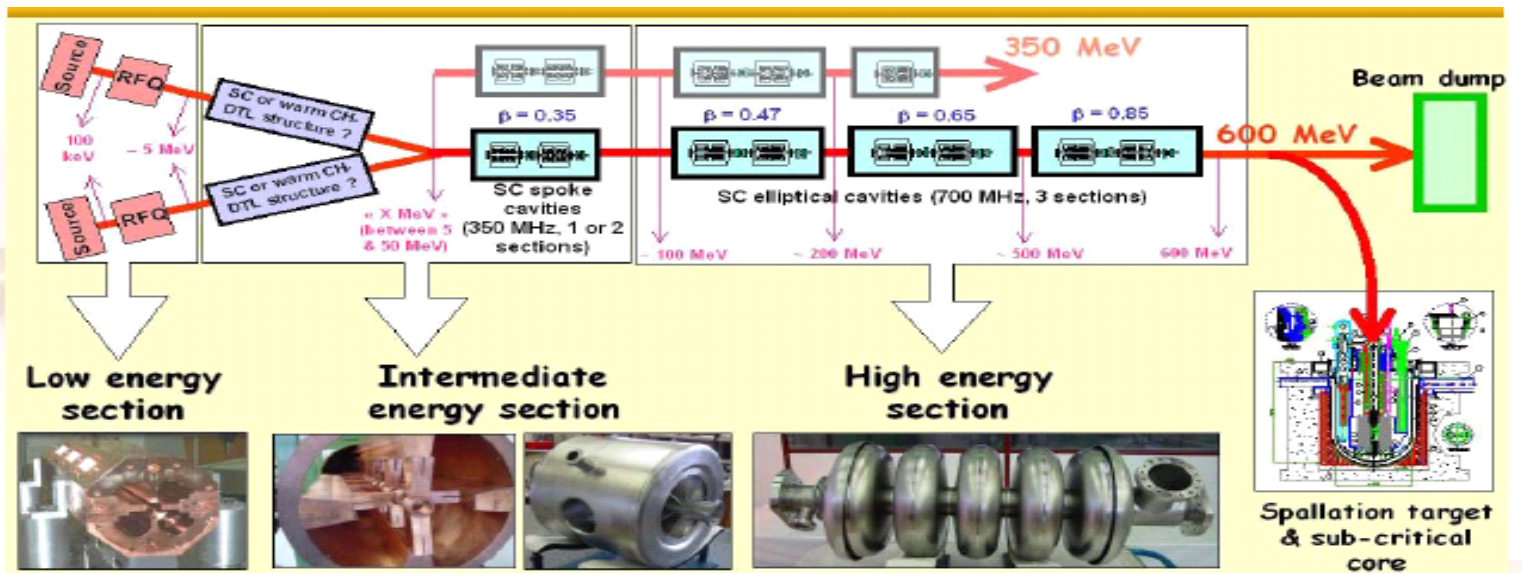 350 MeV
Beam dump
Source
RFQ
SC or warm CH-
DTL structure ?
β = 0.35
β = 0.47
β = 0.65
β = 0.85
600 MeV
100
keV
~ 5 MeV
SC or warm CH-
DTL structure ?
Source
RFQ
SC spoke
cavities
(350 MHz, 1 or 2
sections)
SC elliptical cavities (700 MHz, 3 sections)
« X MeV »
(between 5
& 50 MeV)
~ 100 MeV
~ 200 MeV
~ 500 MeV
600 MeV
Low energy
section
Intermediate
energy section
High energy
section
Spallation target
& sub-critical
core